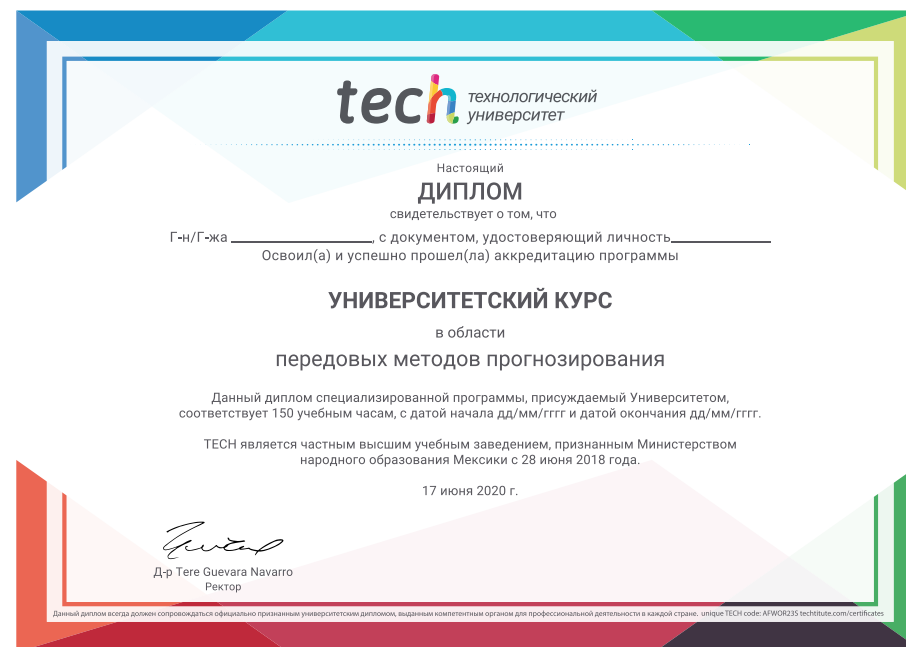 tech технологический
университет
Настоящий
ДИПЛОМ
свидетельствует о том, что
Г-н/Г-жа ________________, с документом, удостоверяющий личность___________
Освоил(а) и успешно прошел(ла) аккредитацию программы
УНИВЕРСИТЕТСКИЙ КУРС
в области
передовых методов прогнозирования
Данный диплом специализированной программы, присуждаемый Университетом,
соответствует 150 учебным часам, с датой начала дд/мм/гггг и датой окончания дд/мм/гггг.
TECH является частным высшим учебным заведением, признанным Министерством
народного образования Мексики с 28 июня 2018 года.
17 июня 2020 г.
Д-р Tere Guevara Navarro
Ректор
Данный диплом всегда должен сопровождаться официально признанным университетским дипломом, выданным компетентным органом для профессиональной деятельности в каждой стране. unique TECH code: AFWOR23S techtitute.com/certificates